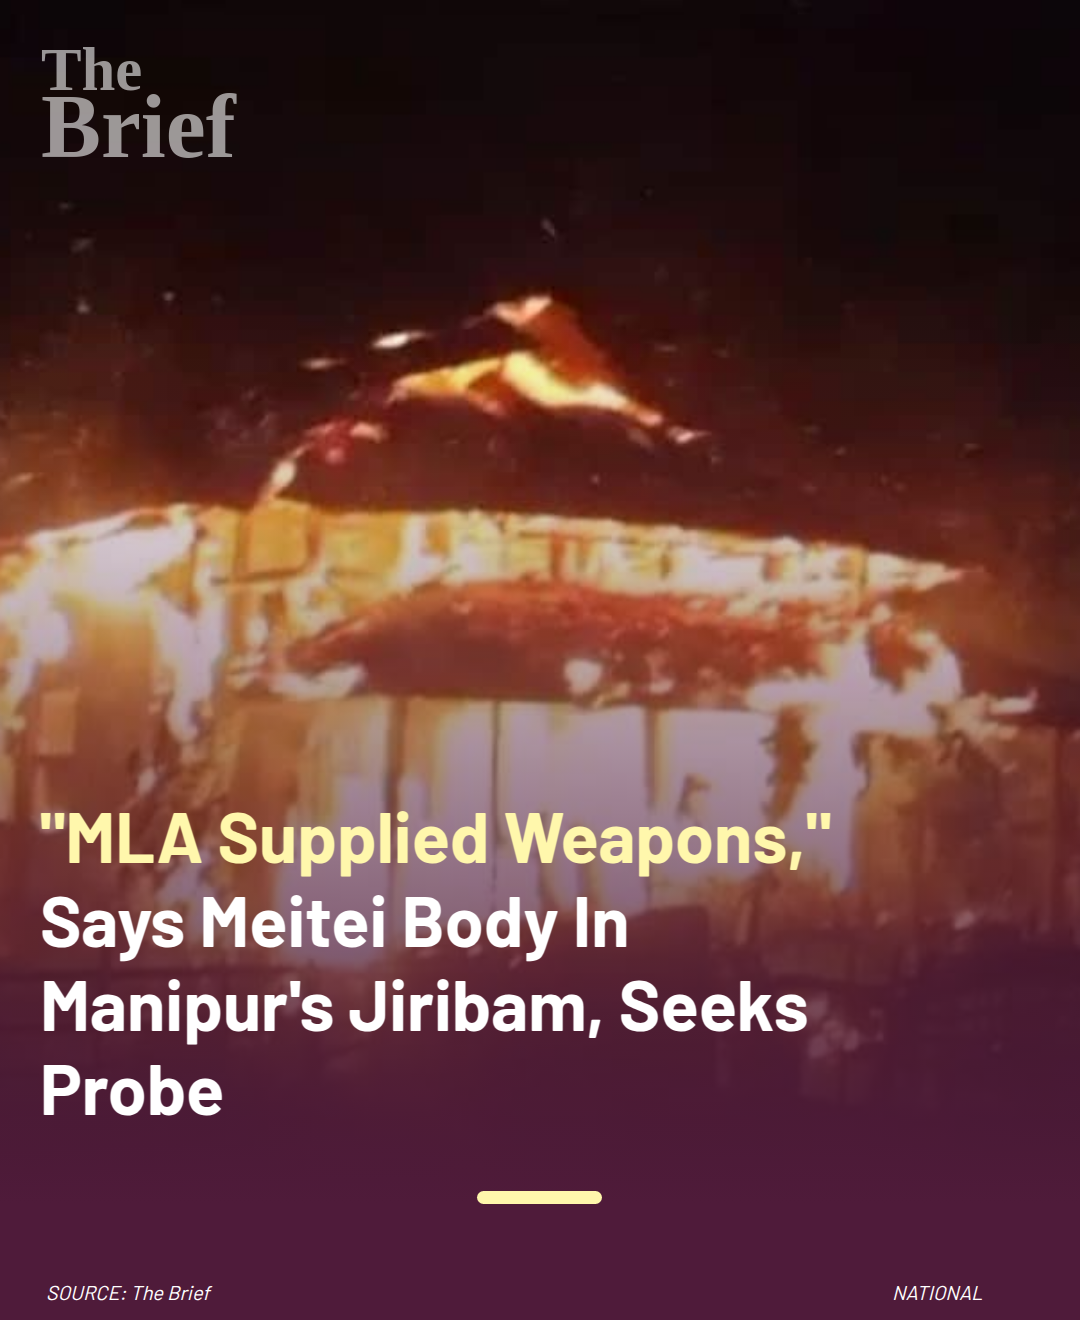 The
Brief
"MLA Supplied Weapons,"
Says Meitei Body In
Manipur's Jiribam, Seeks
Probe
SOURCE: The Brief
NATIONAL